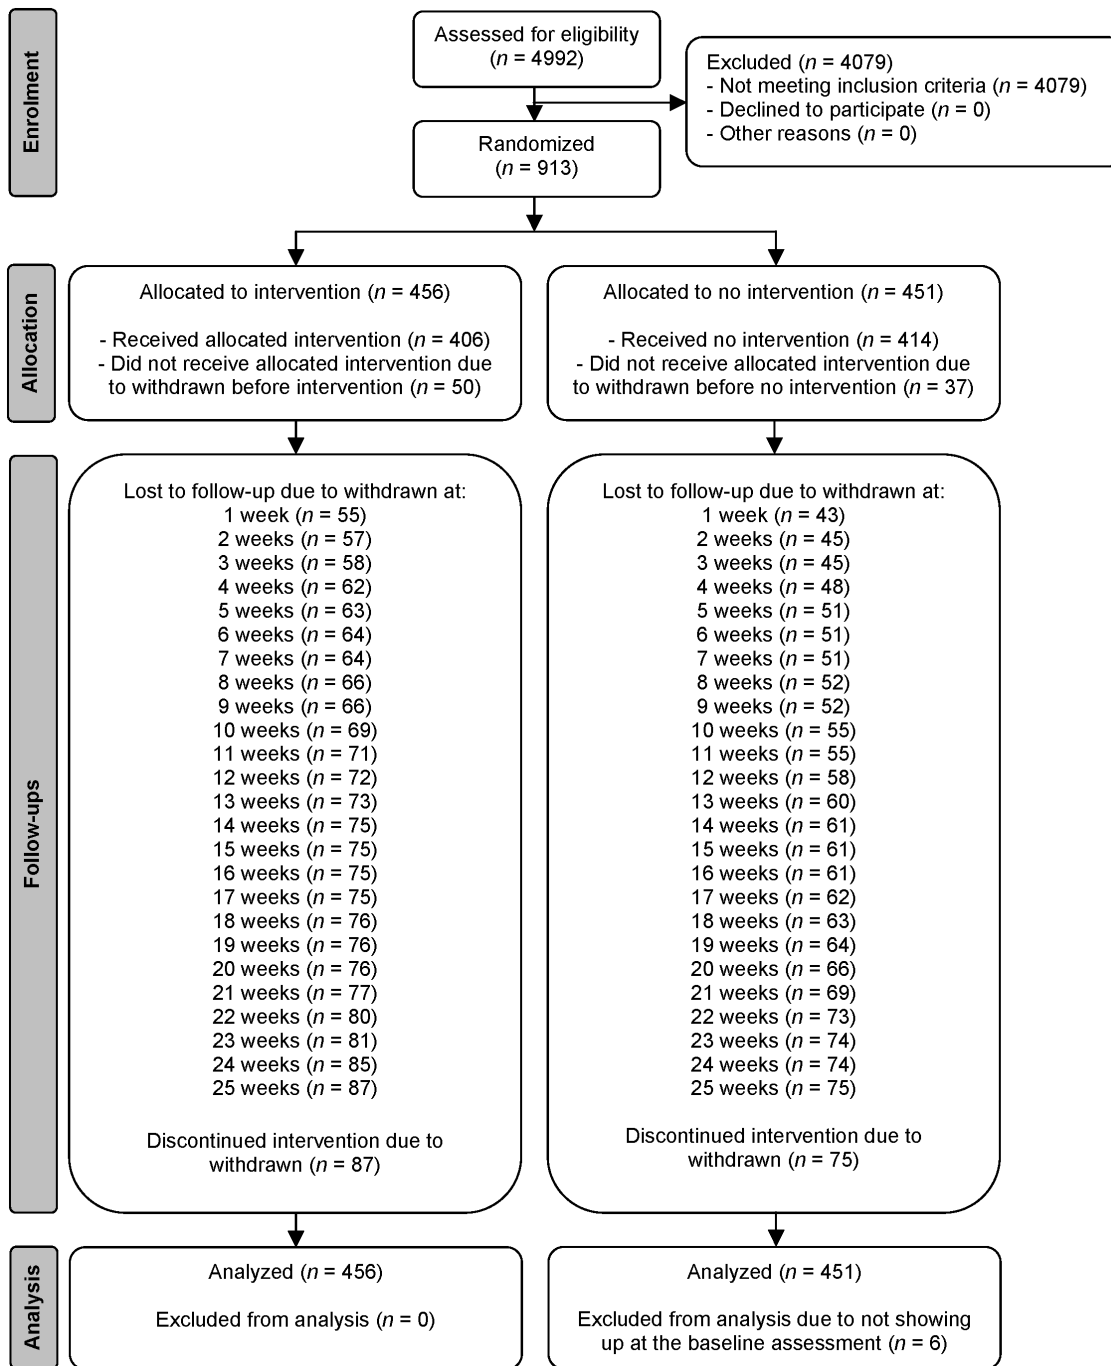 Enrolment
Assessed for eligibility
(n = 4992)
Excluded (n = 4079)
- Not meeting inclusion criteria (n = 4079)
- Declined to participate (n = 0)
- Other reasons (n = 0)
Randomized
(n = 913)
Allocation
Allocated to intervention (n = 456)
- Received allocated intervention (n = 406)
- Did not receive allocated intervention due
to withdrawn before intervention (n = 50)
Allocated to no intervention (n = 451)
- Received no intervention (n = 414)
- Did not receive allocated intervention due
to withdrawn before no intervention (n = 37)
Follow-ups
Lost to follow-up due to withdrawn at:
1 week (n = 55)
2 weeks (n = 57)
3 weeks (n = 58)
4 weeks (n = 62)
5 weeks (n = 63)
6 weeks (n = 64)
7 weeks (n = 64)
8 weeks (n = 66)
9 weeks (n = 66)
10 weeks (n = 69)
11 weeks (n = 71)
12 weeks (n = 72)
13 weeks (n = 73)
14 weeks (n = 75)
15 weeks (n = 75)
16 weeks (n = 75)
17 weeks (n = 75)
18 weeks (n = 76)
19 weeks (n = 76)
20 weeks (n = 76)
21 weeks (n = 77)
22 weeks (n = 80)
23 weeks (n = 81)
24 weeks (n = 85)
25 weeks (n = 87)
Discontinued intervention due to
withdrawn (n = 87)
Lost to follow-up due to withdrawn at:
1 week (n = 43)
2 weeks (n = 45)
3 weeks (n = 45)
4 weeks (n = 48)
5 weeks (n = 51)
6 weeks (n = 51)
7 weeks (n = 51)
8 weeks (n = 52)
9 weeks (n = 52)
10 weeks (n = 55)
11 weeks (n = 55)
12 weeks (n = 58)
13 weeks (n = 60)
14 weeks (n = 61)
15 weeks (n = 61)
16 weeks (n = 61)
17 weeks (n = 62)
18 weeks (n = 63)
19 weeks (n = 64)
20 weeks (n = 66)
21 weeks (n = 69)
22 weeks (n = 73)
23 weeks (n = 74)
24 weeks (n = 74)
25 weeks (n = 75)
Discontinued intervention due to
withdrawn (n = 75)
Analysis
Analyzed (n = 456)
Excluded from analysis (n = 0)
Analyzed (n = 451)
Excluded from analysis due to not showing
up at the baseline assessment (n = 6)